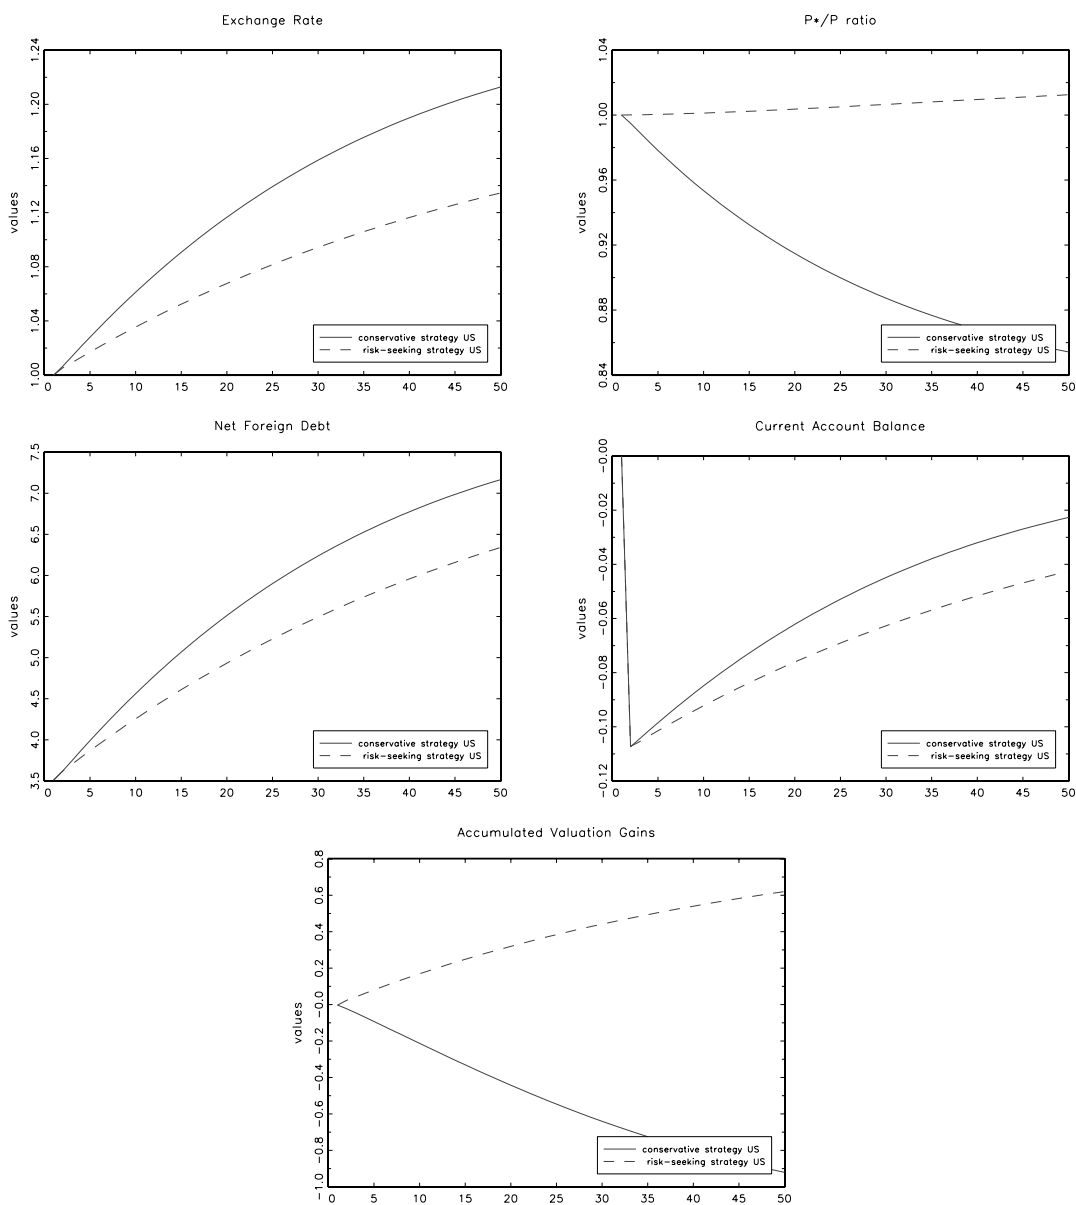 Exchange Rate
values
1.24
1.20
1.16
1.12
1.08
1.04
1.00
conservative strategy US
risk-seeking strategy US
0 5 10 15 20 25 30 35 40 45 50
P*/P ratio
values
1.04
1.00
0.96
0.92
0.88
0.84
conservative strategy US
risk-seeking strategy US
0 5 10 15 20 25 30 35 40 45 50
Net Foreign Debt
values
7.5
7.0
6.5
6.0
5.5
5.0
4.5
4.0
3.5
conservative strategy US
risk-seeking strategy US
0 5 10 15 20 25 30 35 40 45 50
Current Account Balance
values
-0.00
-0.02
-0.04
-0.06
-0.08
-0.10
-0.12
conservative strategy US
risk-seeking strategy US
0 5 10 15 20 25 30 35 40 45 50
Accumulated Valuation Gains
values
0.8
0.6
0.4
0.2
-0.0
-0.2
-0.4
-0.6
-0.8
-1.0
conservative strategy US
risk-seeking strategy US
0 5 10 15 20 25 30 35 40 45 50